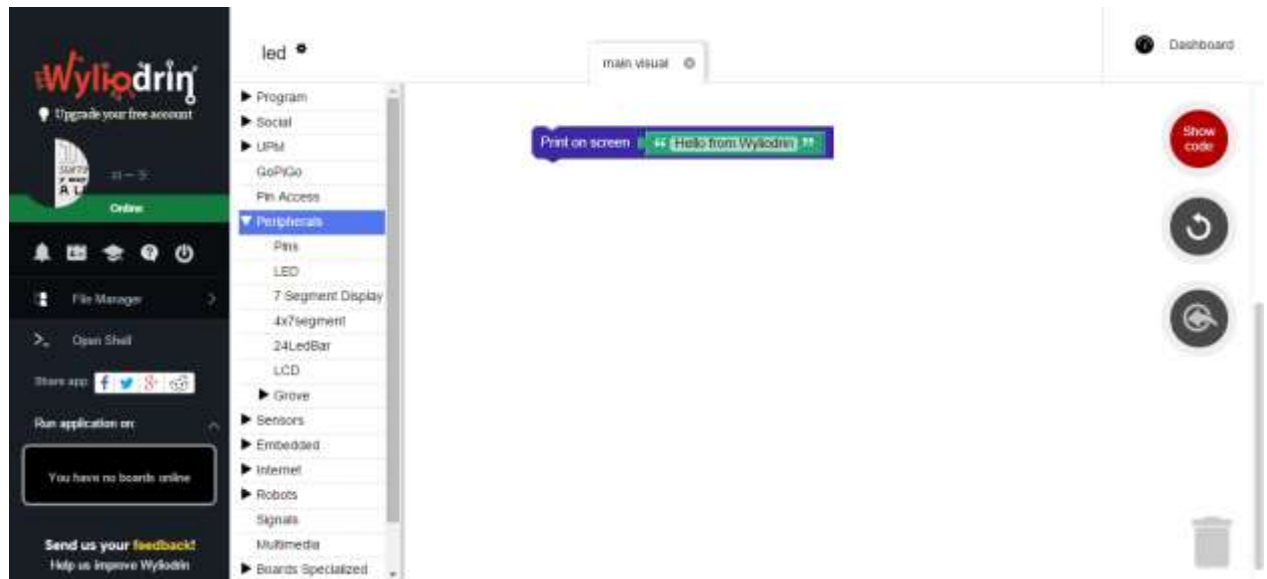 Wyliodrin
Upgrade your free account
Online
File Manager
Open Shell
Share app
Run application on:
You have no boards online
Send us your feedback!
Help us improve Wyliodrin
led
Program
Social
UPM
GoPiGo
Pin Access
Peripherals
Pins
LED
7 Segment Display
4x7segment
24LedBar
LCD
Grove
Sensors
Embedded
Internet
Robots
Signals
Multimedia
Boards Specialized
main visual
Print on screen “ Hello from Wyliodrin ”
Dashboard
Show
code